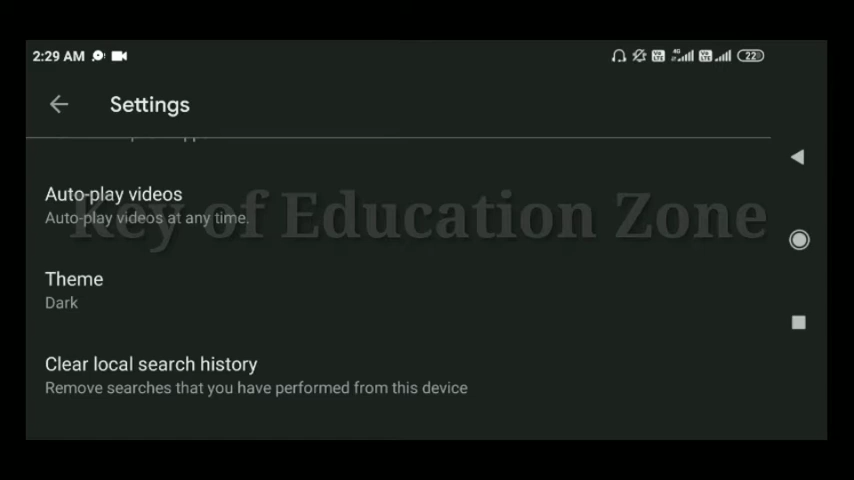 2:29 AM
22
Settings
Auto-play videos
Auto-play videos at any time.
Key of Education Zone
Theme
Dark
Clear local search history
Remove searches that you have performed from this device